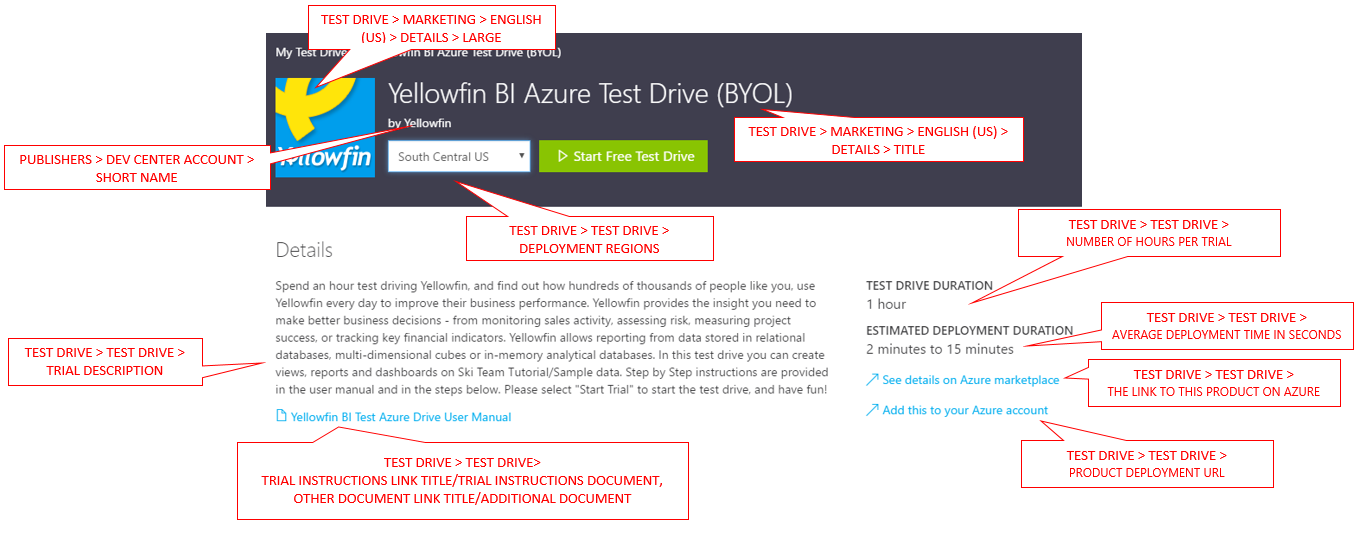 TEST DRIVE > MARKETING > ENGLISH
(US) > DETAILS > LARGE
My Test Drive
fin BI Azure Test Drive (BYOL)
Yellowfin BI Azure Test Drive (BYOL)
by Yellowfin
TEST DRIVE > MARKETING > ENGLISH (US) >
DETAILS > TITLE
PUBLISHERS > DEV CENTER ACCOUNT >
SHORT NAME
Yellowfin
South Central US
Start Free Test Drive
TEST DRIVE > TEST DRIVE >
DEPLOYMENT REGIONS
TEST DRIVE > TEST DRIVE >
NUMBER OF HOURS PER TRIAL
Details
Spend an hour test driving Yellowfin, and find out how hundreds of thousands of people like you, use
Yellowfin every day to improve their business performance. Yellowfin provides the insight you need to
make better business decisions - from monitoring sales activity, assessing risk, measuring project
success, or tracking key financial indicators. Yellowfin allows reporting from data stored in relational
databases, multi-dimensional cubes or in-memory analytical databases. In this test drive you can create
views, reports and dashboards on Ski Team Tutorial/Sample data. Step by Step instructions are provided
in the user manual and in the steps below. Please select "Start Trial" to start the test drive, and have fun!
Yellowfin BI Test Azure Drive User Manual
TEST DRIVE > TEST DRIVE >
TRIAL DESCRIPTION
TEST DRIVE > TEST DRIVE>
TRIAL INSTRUCTIONS LINK TITLE/TRIAL INSTRUCTIONS DOCUMENT,
OTHER DOCUMENT LINK TITLE/ADDITIONAL DOCUMENT
TEST DRIVE DURATION
1 hour
ESTIMATED DEPLOYMENT DURATION
2 minutes to 15 minutes
TEST DRIVE > TEST DRIVE >
AVERAGE DEPLOYMENT TIME IN SECONDS
See details on Azure marketplace
TEST DRIVE > TEST DRIVE >
THE LINK TO THIS PRODUCT ON AZURE
Add this to your Azure account
TEST DRIVE > TEST DRIVE >
PRODUCT DEPLOYMENT URL